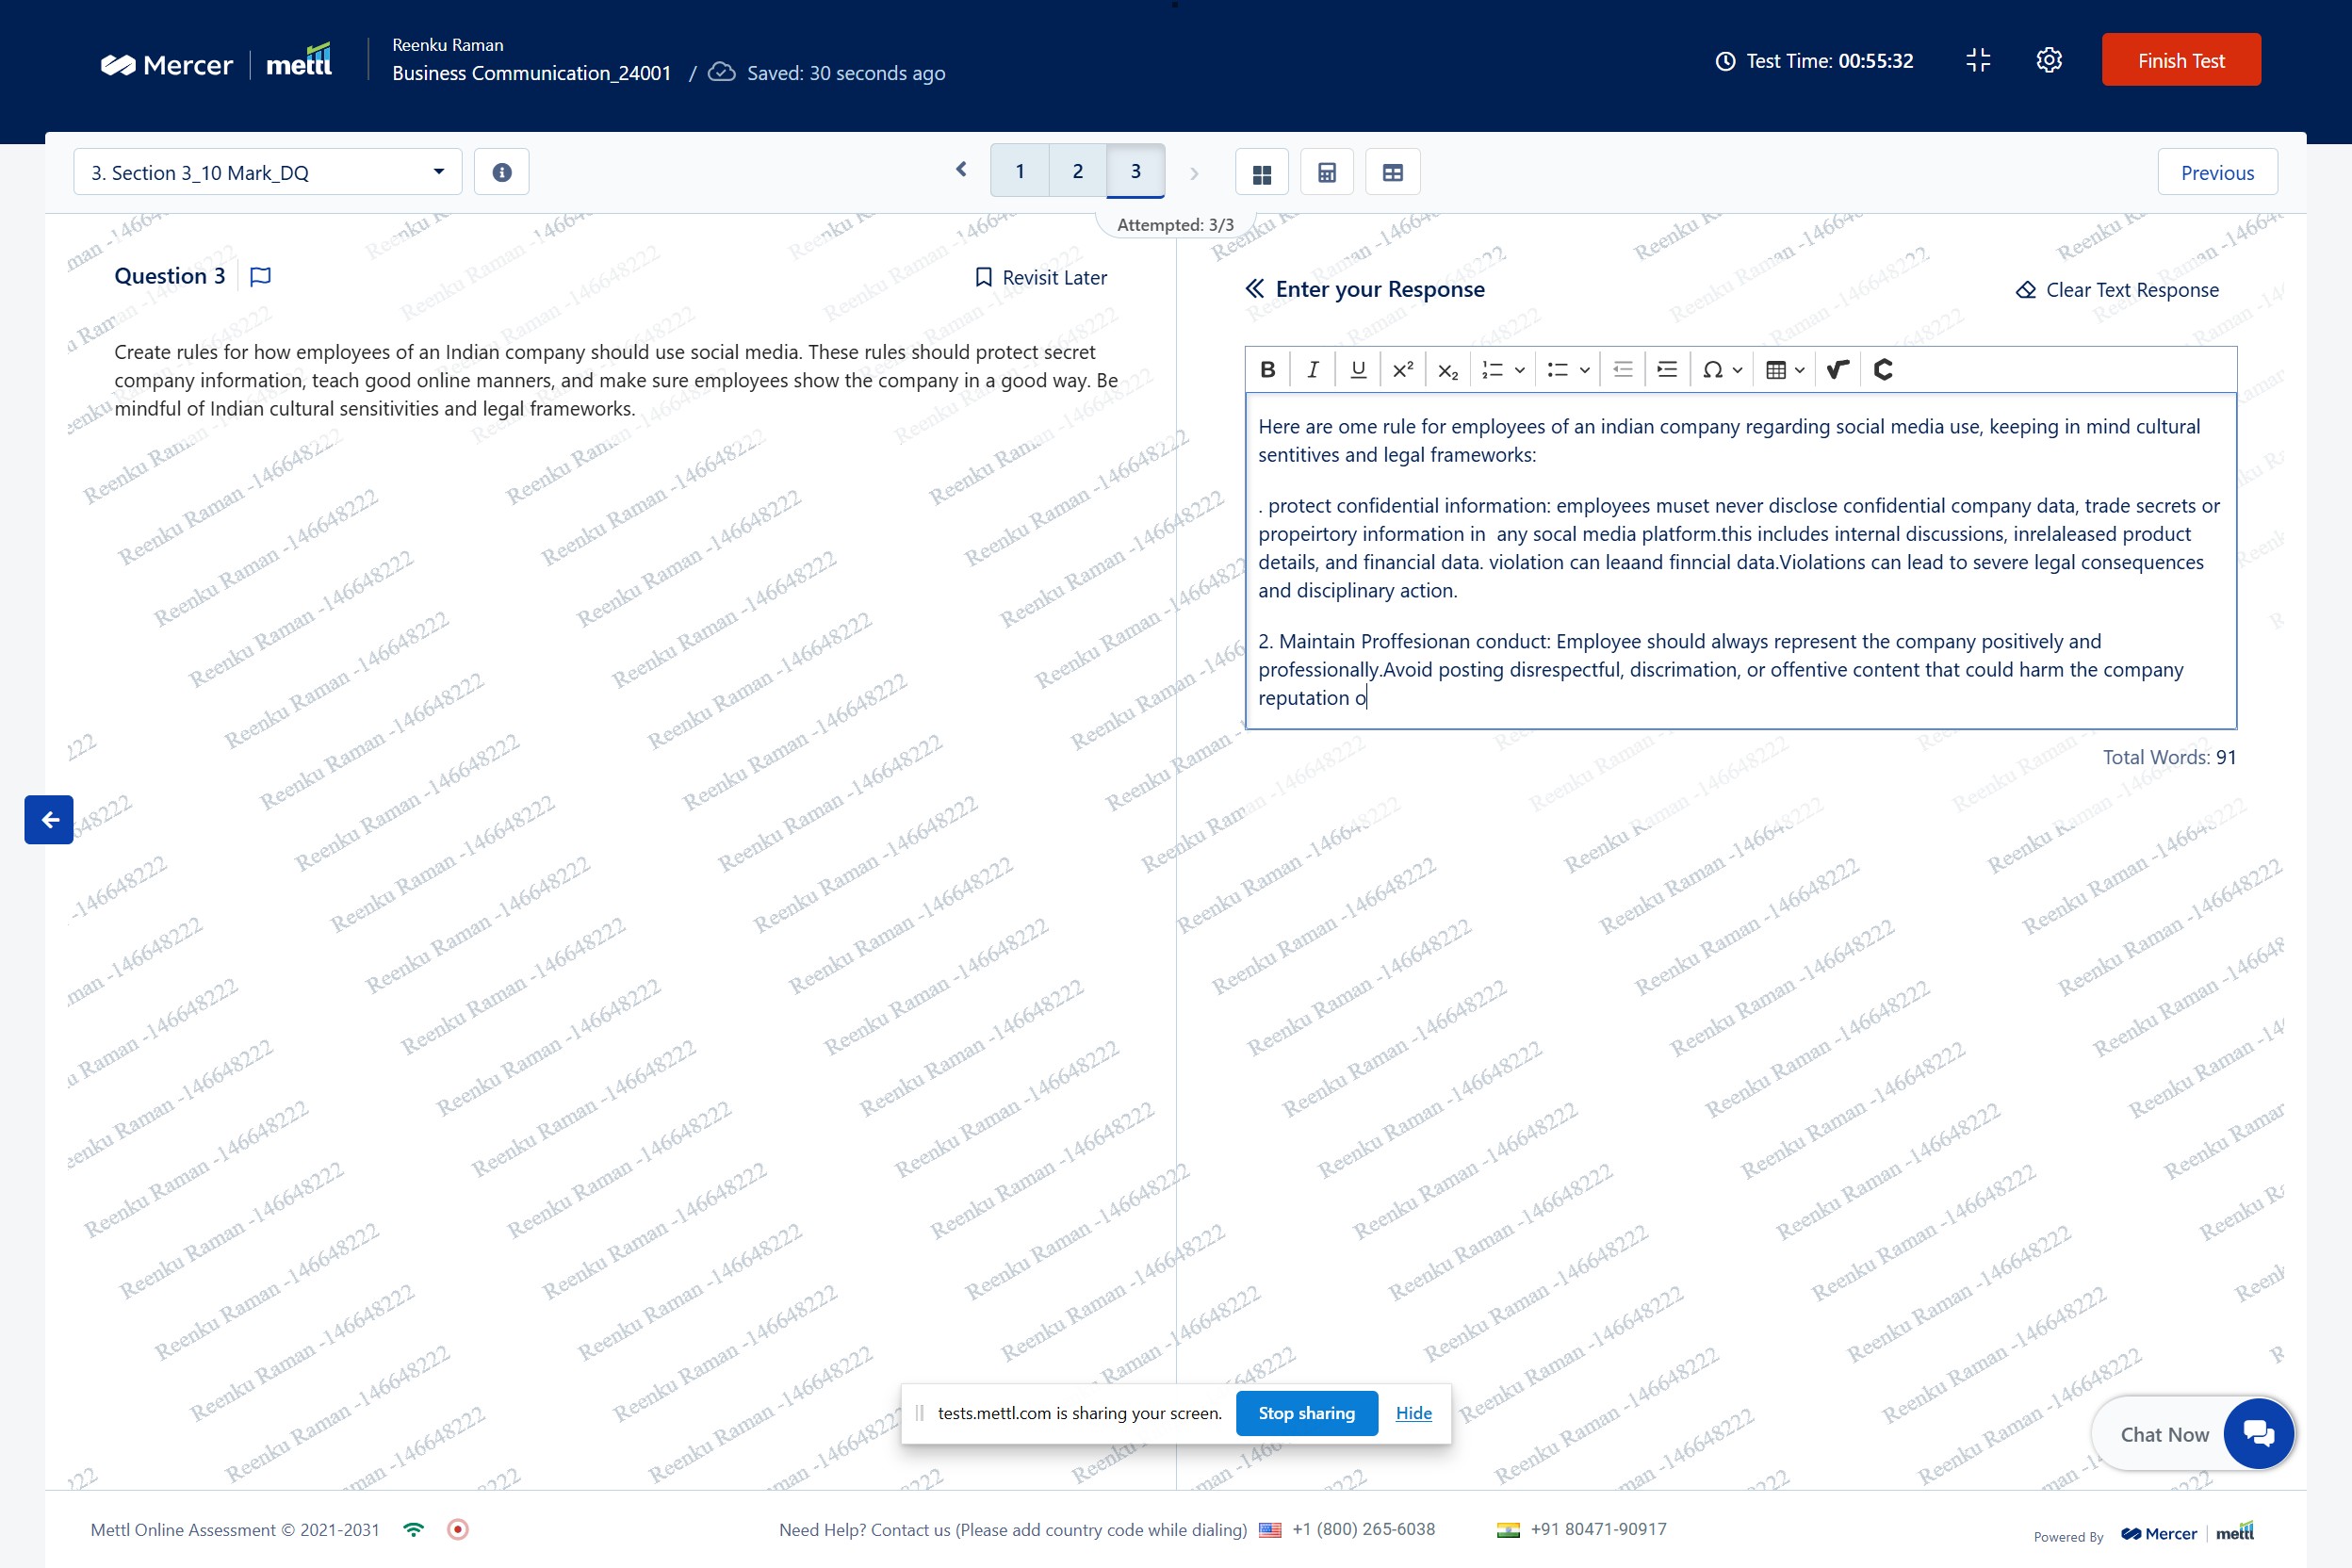 Mercer | mettl
Reenku Raman
Business Communication_24001 / Saved: 30 seconds ago
Test Time: 00:55:32
Finish Test
3. Section 3_10 Mark_DQ
1 2 3
Previous
Attempted: 3/3
Question 3
Revisit Later
Create rules for how employees of an Indian company should use social media. These rules should protect secret
company information, teach good online manners, and make sure employees show the company in a good way. Be
mindful of Indian cultural sensitivities and legal frameworks.
Enter your Response
Clear Text Response
B I U x² x₂ Ω
Here are ome rule for employees of an indian company regarding social media use, keeping in mind cultural
sentitives and legal frameworks:
. protect confidential information: employees muset never disclose confidential company data, trade secrets or
propeirtory information in  any socal media platform.this includes internal discussions, inrelaleased product
details, and financial data. violation can leaand finncial data.Violations can lead to severe legal consequences
and disciplinary action.
2. Maintain Proffesionan conduct: Employee should always represent the company positively and
professionally.Avoid posting disrespectful, discrimation, or offentive content that could harm the company
reputation o
Total Words: 91
Reenku Raman -146648222
tests.mettl.com is sharing your screen.
Stop sharing
Hide
Chat Now
Mettl Online Assessment © 2021-2031
Need Help? Contact us (Please add country code while dialing) +1 (800) 265-6038 +91 80471-90917
Powered By Mercer | mettl